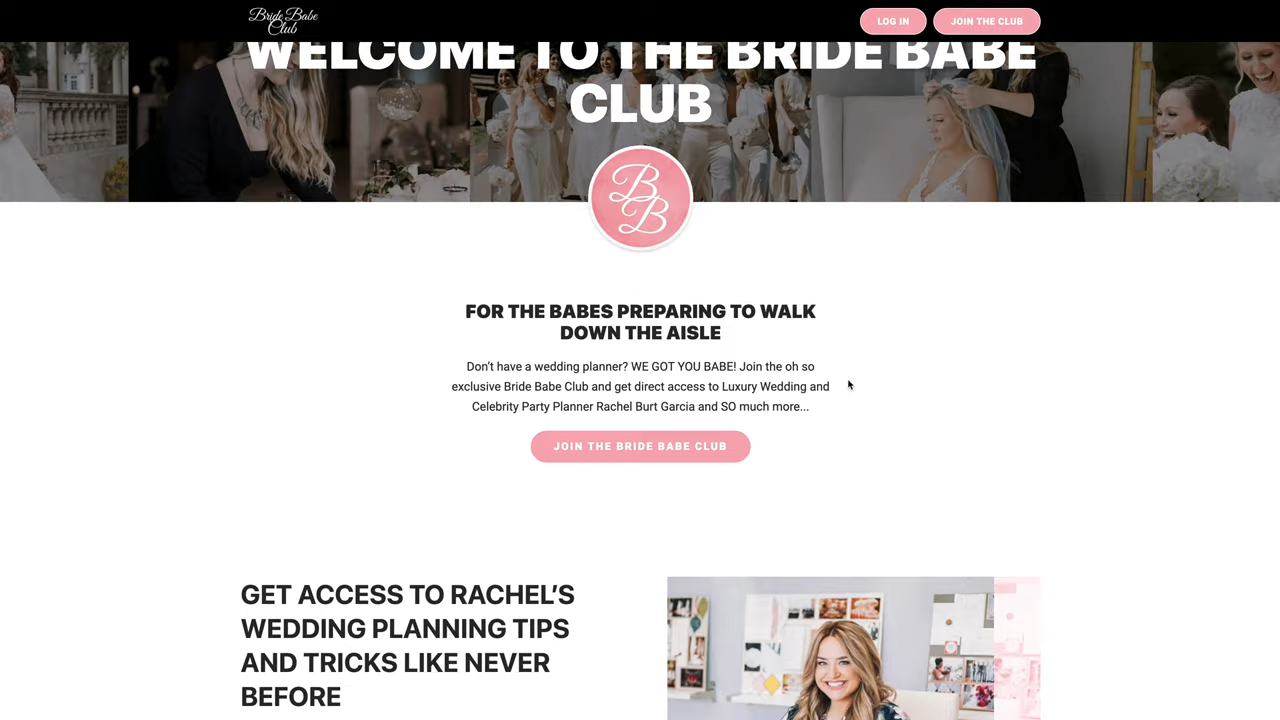 Bride Babe
Club
LOG IN
JOIN THE CLUB
WELCOME TO THE BRIDE BABE
CLUB
BB
FOR THE BABES PREPARING TO WALK
DOWN THE AISLE
Don't have a wedding planner? WE GOT YOU BABE! Join the oh so
exclusive Bride Babe Club and get direct access to Luxury Wedding and
Celebrity Party Planner Rachel Burt Garcia and SO much more...
JOIN THE BRIDE BABE CLUB
GET ACCESS TO RACHEL’S
WEDDING PLANNING TIPS
AND TRICKS LIKE NEVER
BEFORE